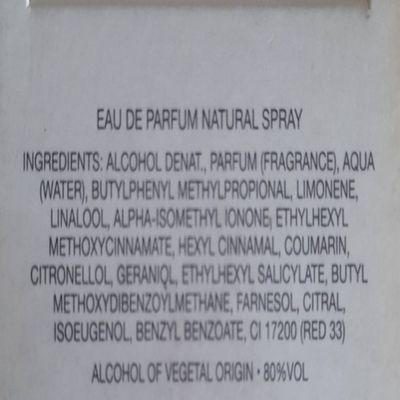 EAU DE PARFUM NATURAL SPRAY
INGREDIENTS: ALCOHOL DENAT., PARFUM (FRAGRANCE), AQUA
(WATER), BUTYLPHENYL METHYLPROPIONAL, LIMONENE,
LINALOOL, ALPHA-ISOMETHYL IONONE, ETHYLHEXYL
METHOXYCINNAMATE, HEXYL CINNAMAL, COUMARIN,
CITRONELLOL, GERANIOL, ETHYLHEXYL SALICYLATE, BUTYL
METHOXYDIBENZOYLMETHANE, FARNESOL, CITRAL,
ISOEUGENOL, BENZYL BENZOATE, CI 17200 (RED 33)
ALCOHOL OF VEGETAL ORIGIN • 80%VOL